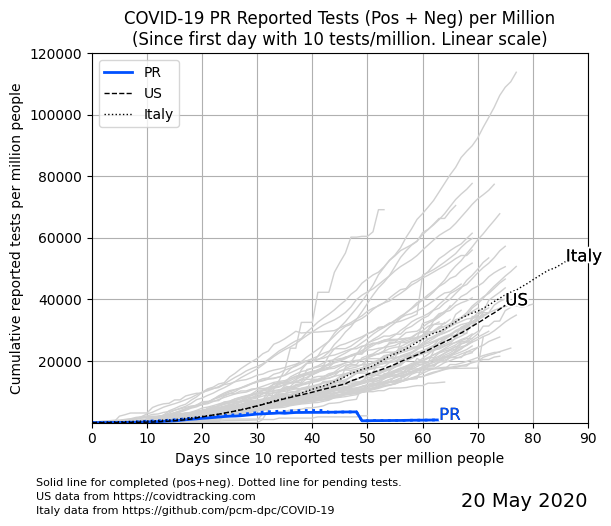 COVID-19 PR Reported Tests (Pos + Neg) per Million
(Since first day with 10 tests/million. Linear scale)
Cumulative reported tests per million people
120000
100000
80000
60000
40000
20000
PR
US
Italy
Italy
US
PR
0 10 20 30 40 50 60 70 80 90
Days since 10 reported tests per million people
Solid line for completed (pos+neg). Dotted line for pending tests.
US data from https://covidtracking.com
Italy data from https://github.com/pcm-dpc/COVID-19
20 May 2020